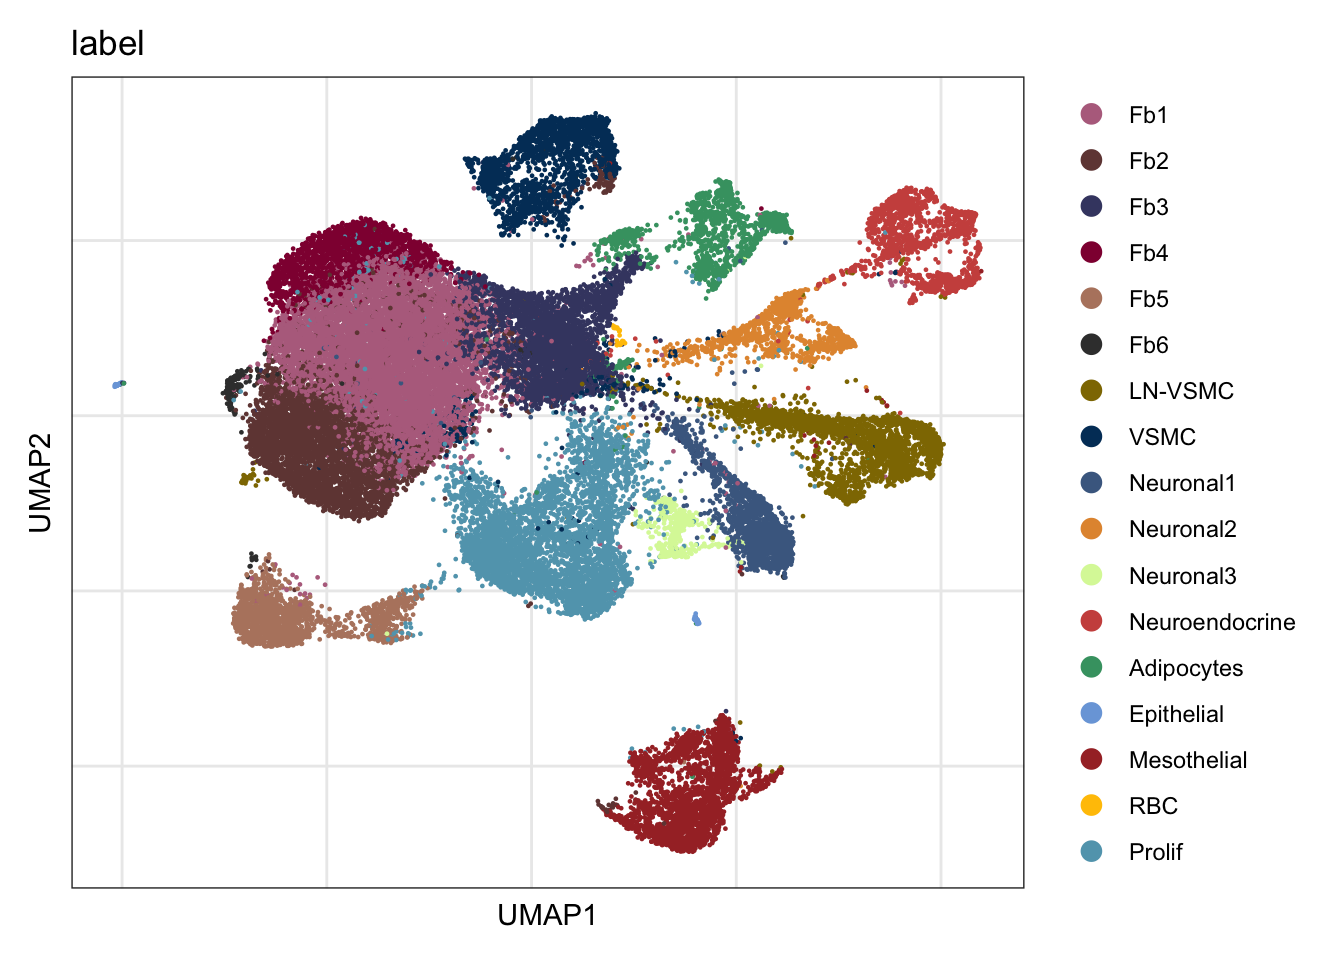 label
UMAP2
UMAP1
Fb1
Fb2
Fb3
Fb4
Fb5
Fb6
LN-VSMC
VSMC
Neuronal1
Neuronal2
Neuronal3
Neuroendocrine
Adipocytes
Epithelial
Mesothelial
RBC
Prolif